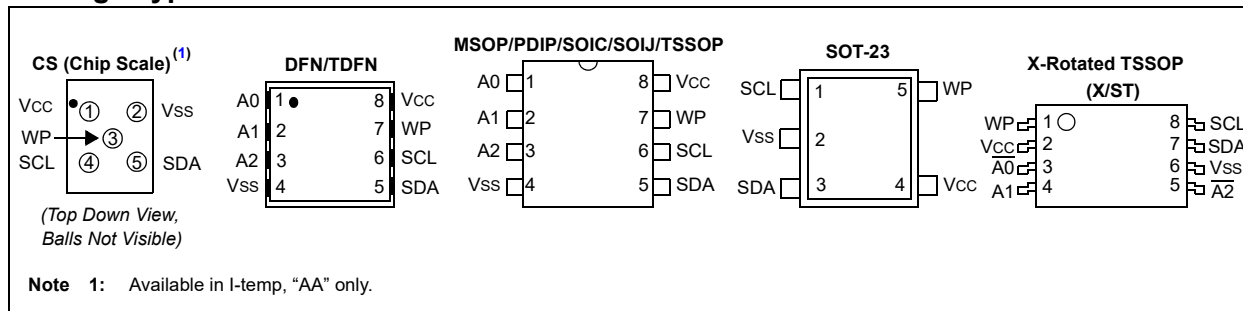 CS (Chip Scale)(1)
VCC
1
2
VSS
WP
3
SCL
4
5
SDA
(Top Down View,
Balls Not Visible)
DFN/TDFN
A0 1 8 VCC
A1 2 7 WP
A2 3 6 SCL
VSS 4 5 SDA
MSOP/PDIP/SOIC/SOIJ/TSSOP
A0 1 8 VCC
A1 2 7 WP
A2 3 6 SCL
VSS 4 5 SDA
SOT-23
SCL 1 5 WP
VSS 2
SDA 3 4 VCC
X-Rotated TSSOP
(X/ST)
WP 1 8 SCL
VCC 2 7 SDA
A0 3 6 VSS
A1 4 5 A2
Note 1: Available in I-temp, “AA” only.